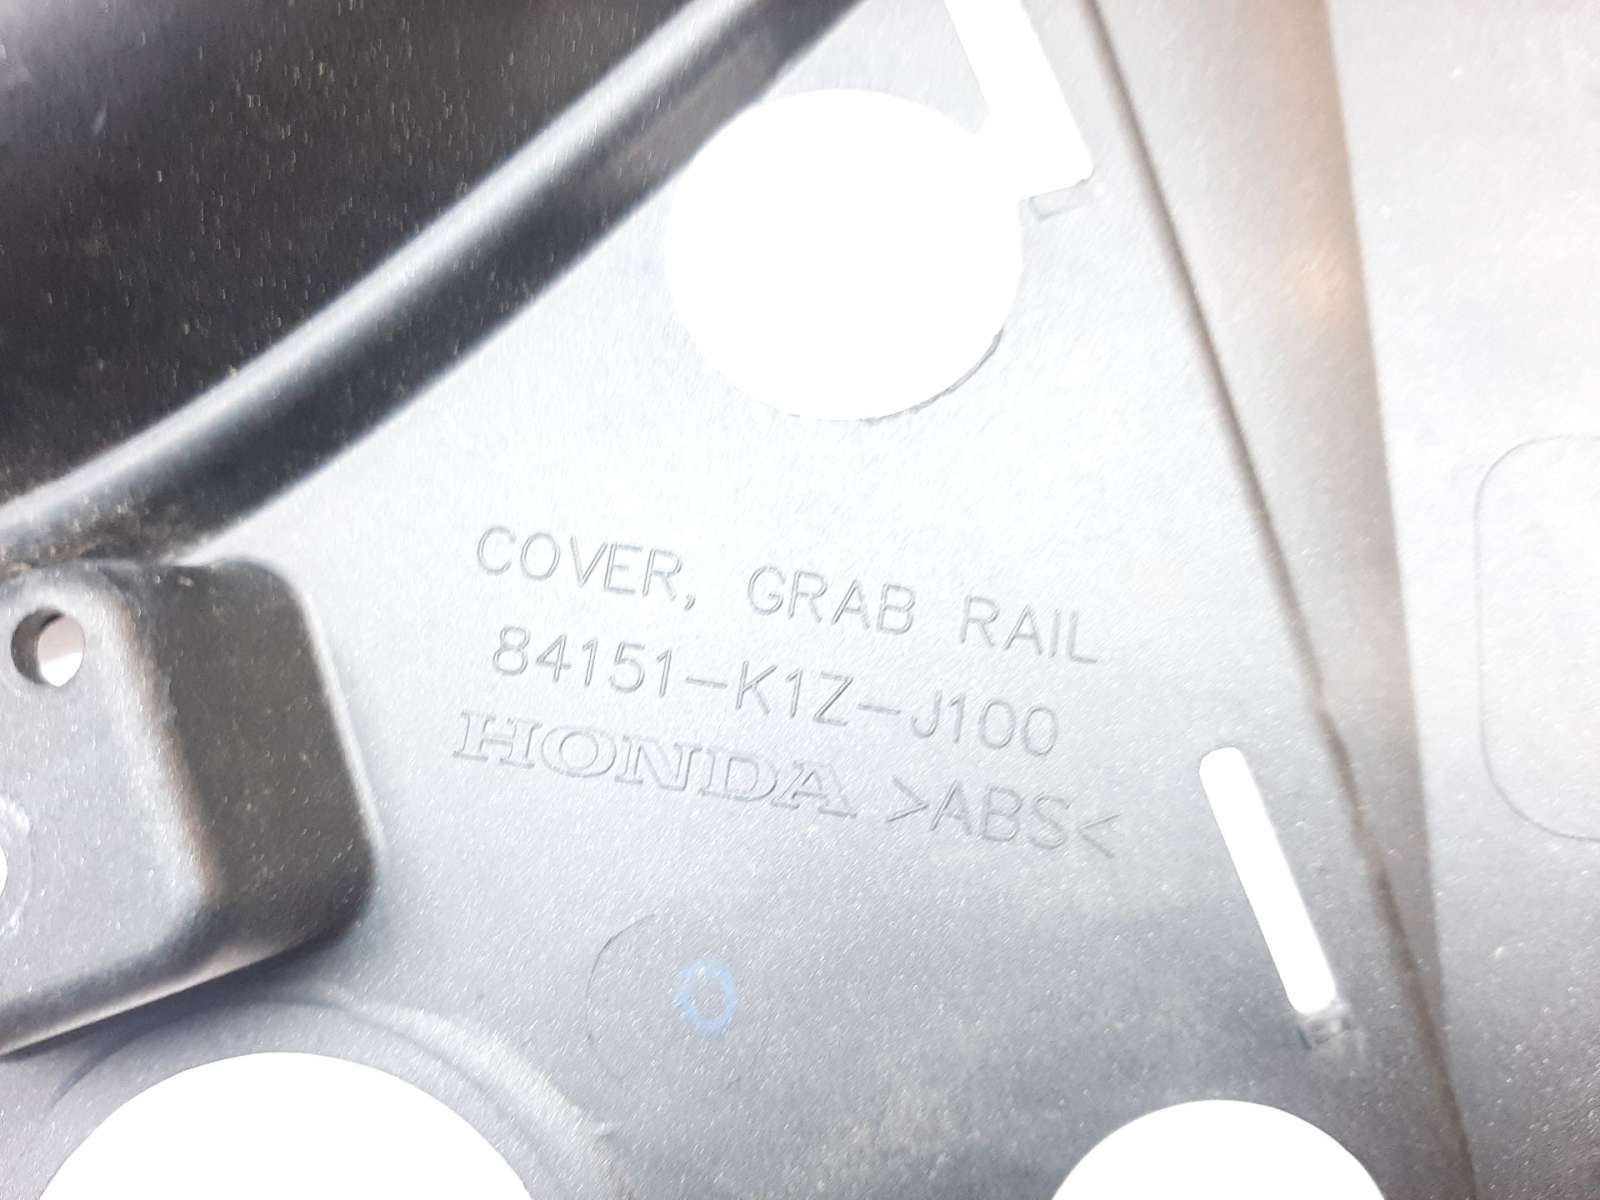 COVER, GRAB RAIL
84151-K1Z-J100
HONDA >ABS<